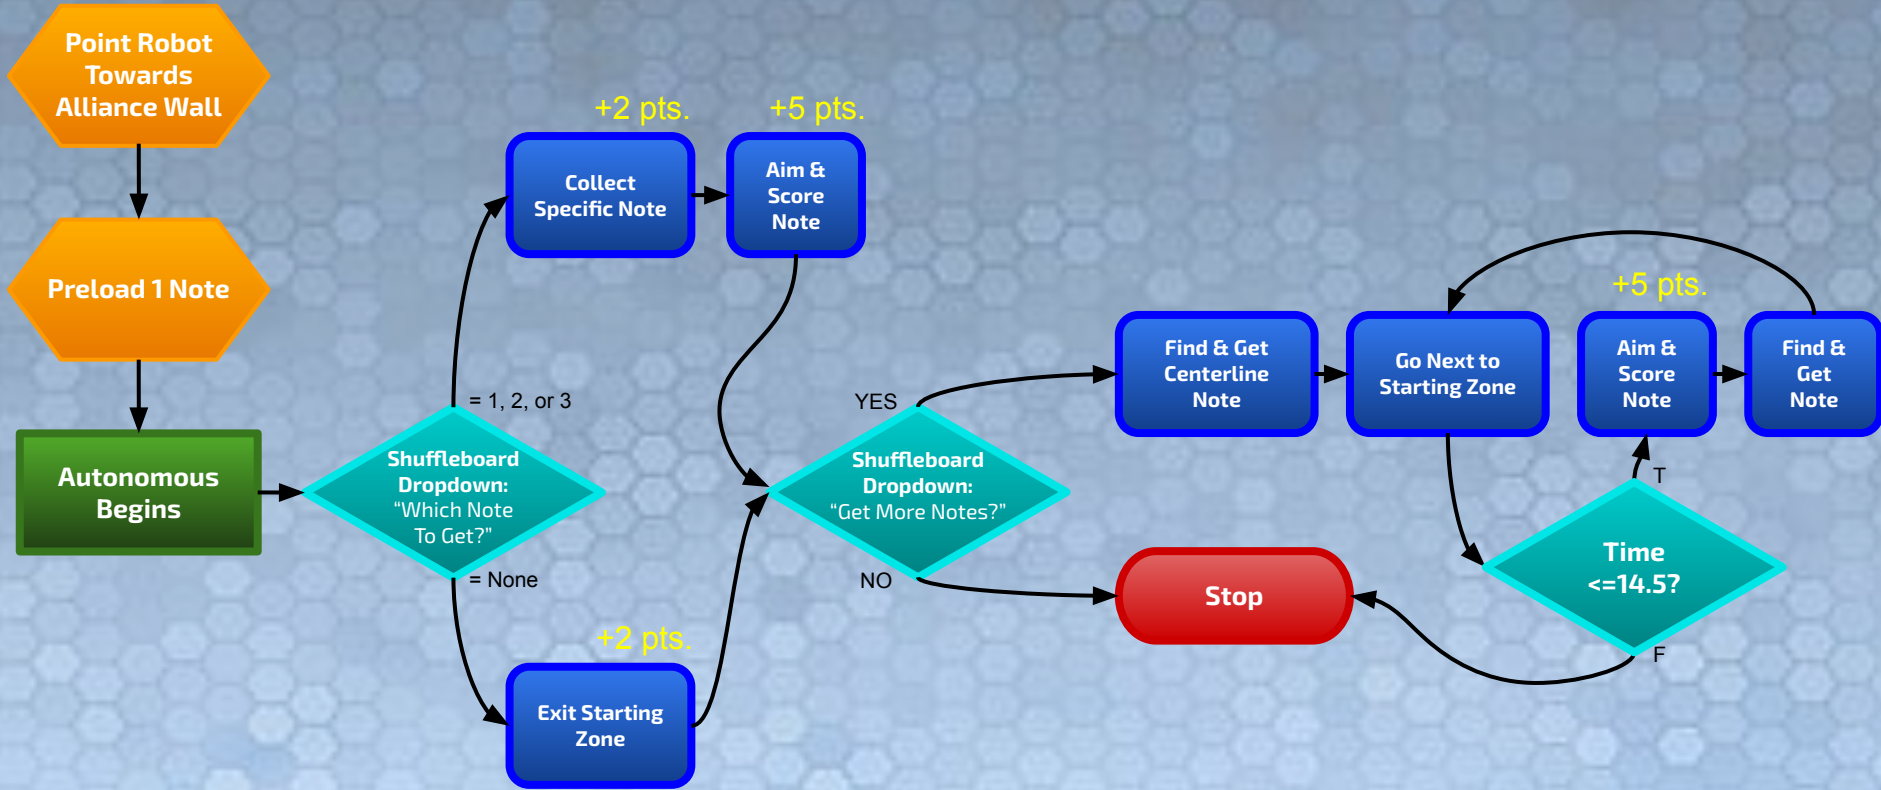 Point Robot
Towards
Alliance Wall
Preload 1 Note
Autonomous
Begins
= 1, 2, or 3
Shuffleboard
Dropdown:
“Which Note
To Get?”
= None
+2 pts.
Collect
Specific Note
+5 pts.
Aim &
Score
Note
+2 pts.
Exit Starting
Zone
YES
Shuffleboard
Dropdown:
“Get More Notes?”
NO
Find & Get
Centerline
Note
Go Next to
Starting Zone
+5 pts.
Aim &
Score
Note
Find &
Get
Note
T
Time
<=14.5?
F
Stop